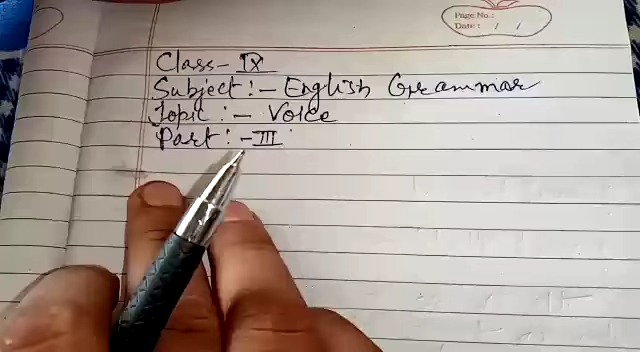 Page No.:
Date: / /
Class - IX
Subject :- English Grammar
Topic :- Voice
Part :- III